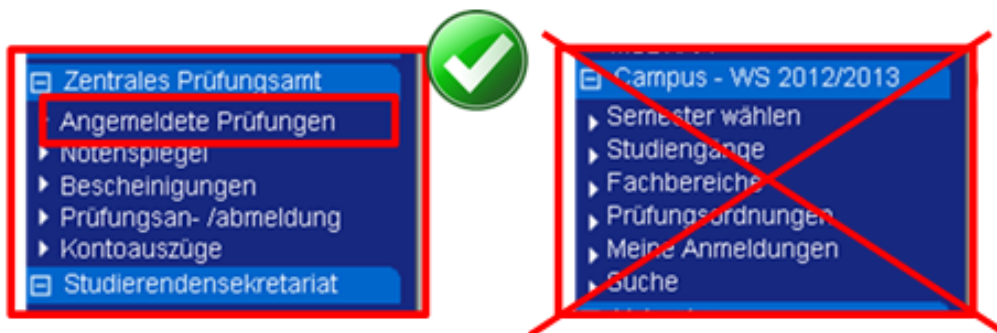 Zentrales Prüfungsamt
Angemeldete Prüfungen
Notenspiegel
Bescheinigungen
Prüfungsan- /abmeldung
Kontoauszüge
Studierendensekretariat
Campus - WS 2012/2013
Semester wählen
Studiengänge
Fachbereiche
Prüfungsordnungen
Meine Anmeldungen
Suche